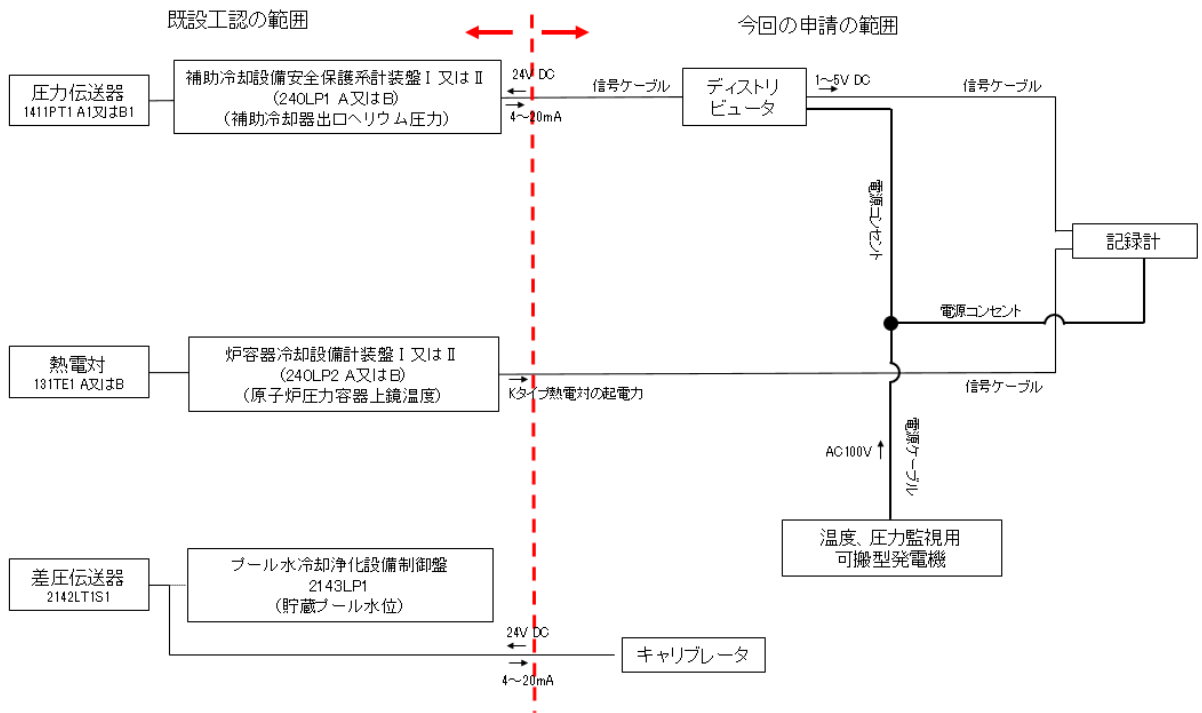 既設工認の範囲
今回の申請の範囲
圧力伝送器
1411PT1 A1又はB1
補助冷却設備安全保護系計装盤Ⅰ又はⅡ
(240LP1 A又はB)
(補助冷却器出口ヘリウム圧力)
24V DC
4~20mA
信号ケーブル
ディストリ
ビュータ
1~5V DC
信号ケーブル
電源コンセント
記録計
電源コンセント
熱電対
131TE1 A又はB
炉容器冷却設備計装盤Ⅰ又はⅡ
(240LP2 A又はB)
(原子炉圧力容器上鏡温度)
Kタイプ熱電対の起電力
信号ケーブル
AC100V
電源ケーブル
温度、圧力監視用
可搬型発電機
差圧伝送器
2142LT1S1
プール水冷却浄化設備制御盤
2143LP1
(貯蔵プール水位)
24V DC
4~20mA
キャリブレータ